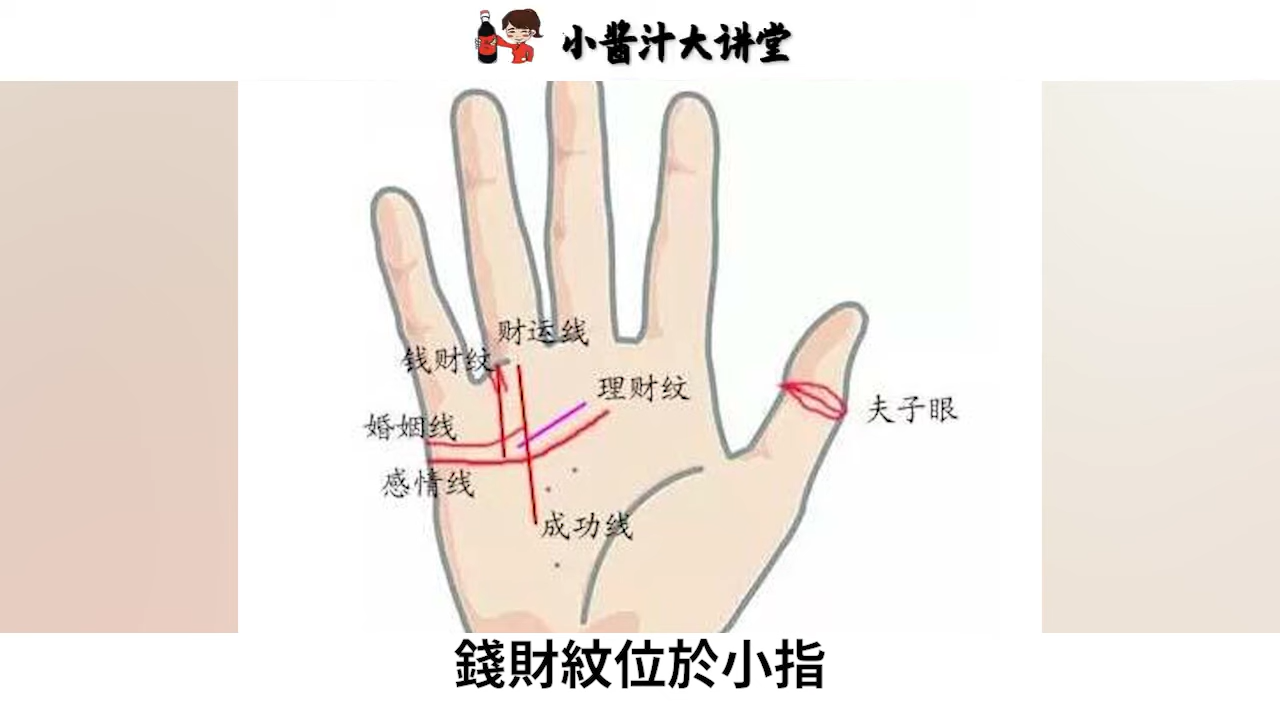 小酱汁大讲堂
财运线
钱财纹
理财纹
夫子眼
婚姻线
感情线
成功线
錢財紋位於小指